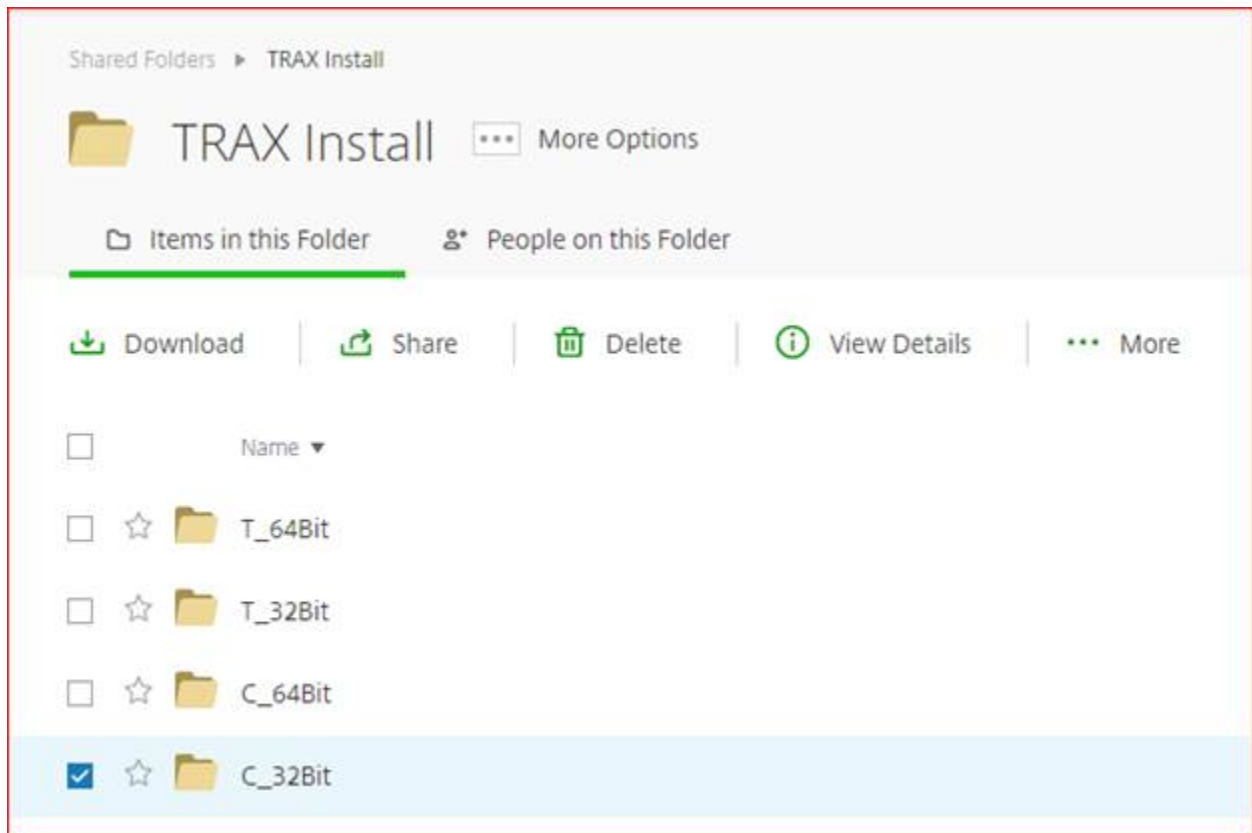 Shared Folders ▶ TRAX Install
TRAX Install ••• More Options
Items in this Folder People on this Folder
Download Share Delete View Details ••• More
Name ▼
T_64Bit
T_32Bit
C_64Bit
C_32Bit